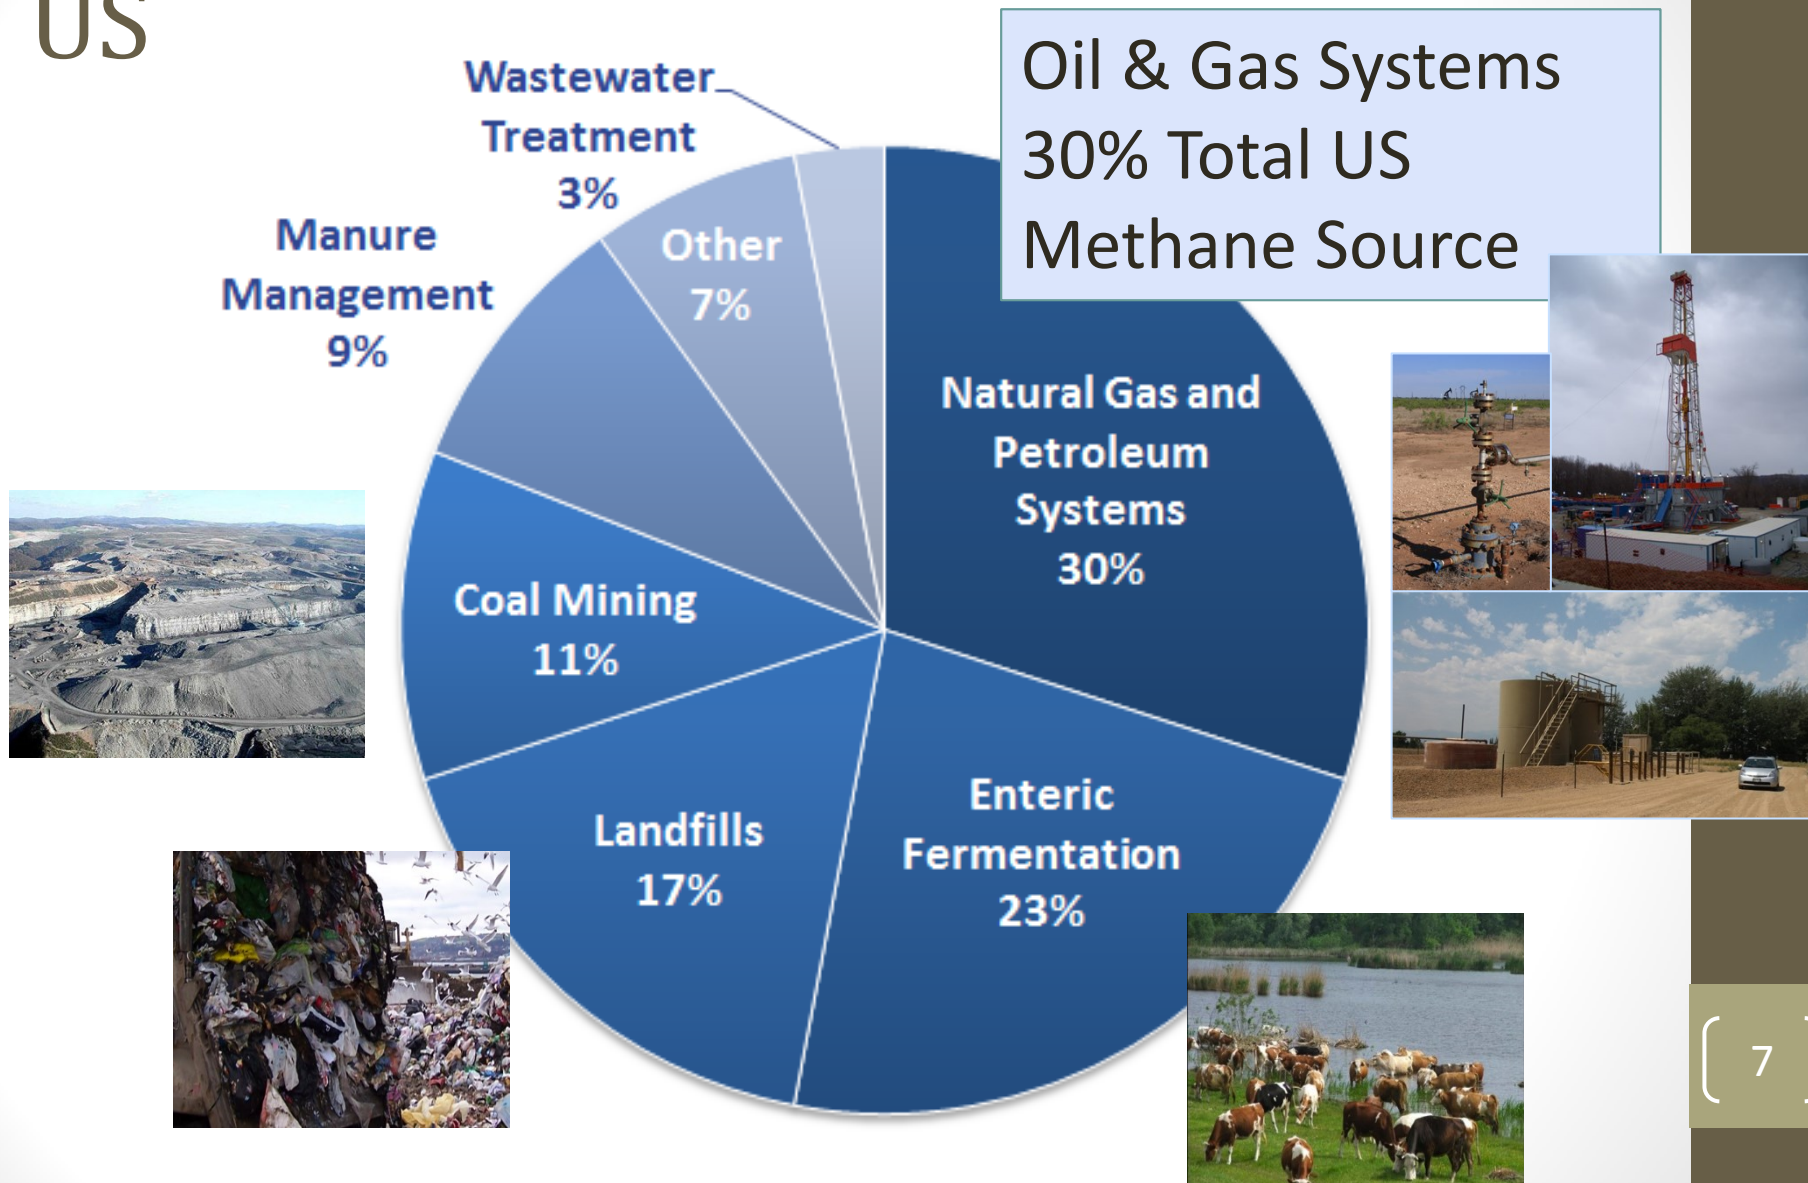 US
Oil & Gas Systems
30% Total US
Methane Source
Wastewater
Treatment
3%
Manure
Management
9%
Other
7%
Natural Gas and
Petroleum
Systems
30%
Coal Mining
11%
Landfills
17%
Enteric
Fermentation
23%
7